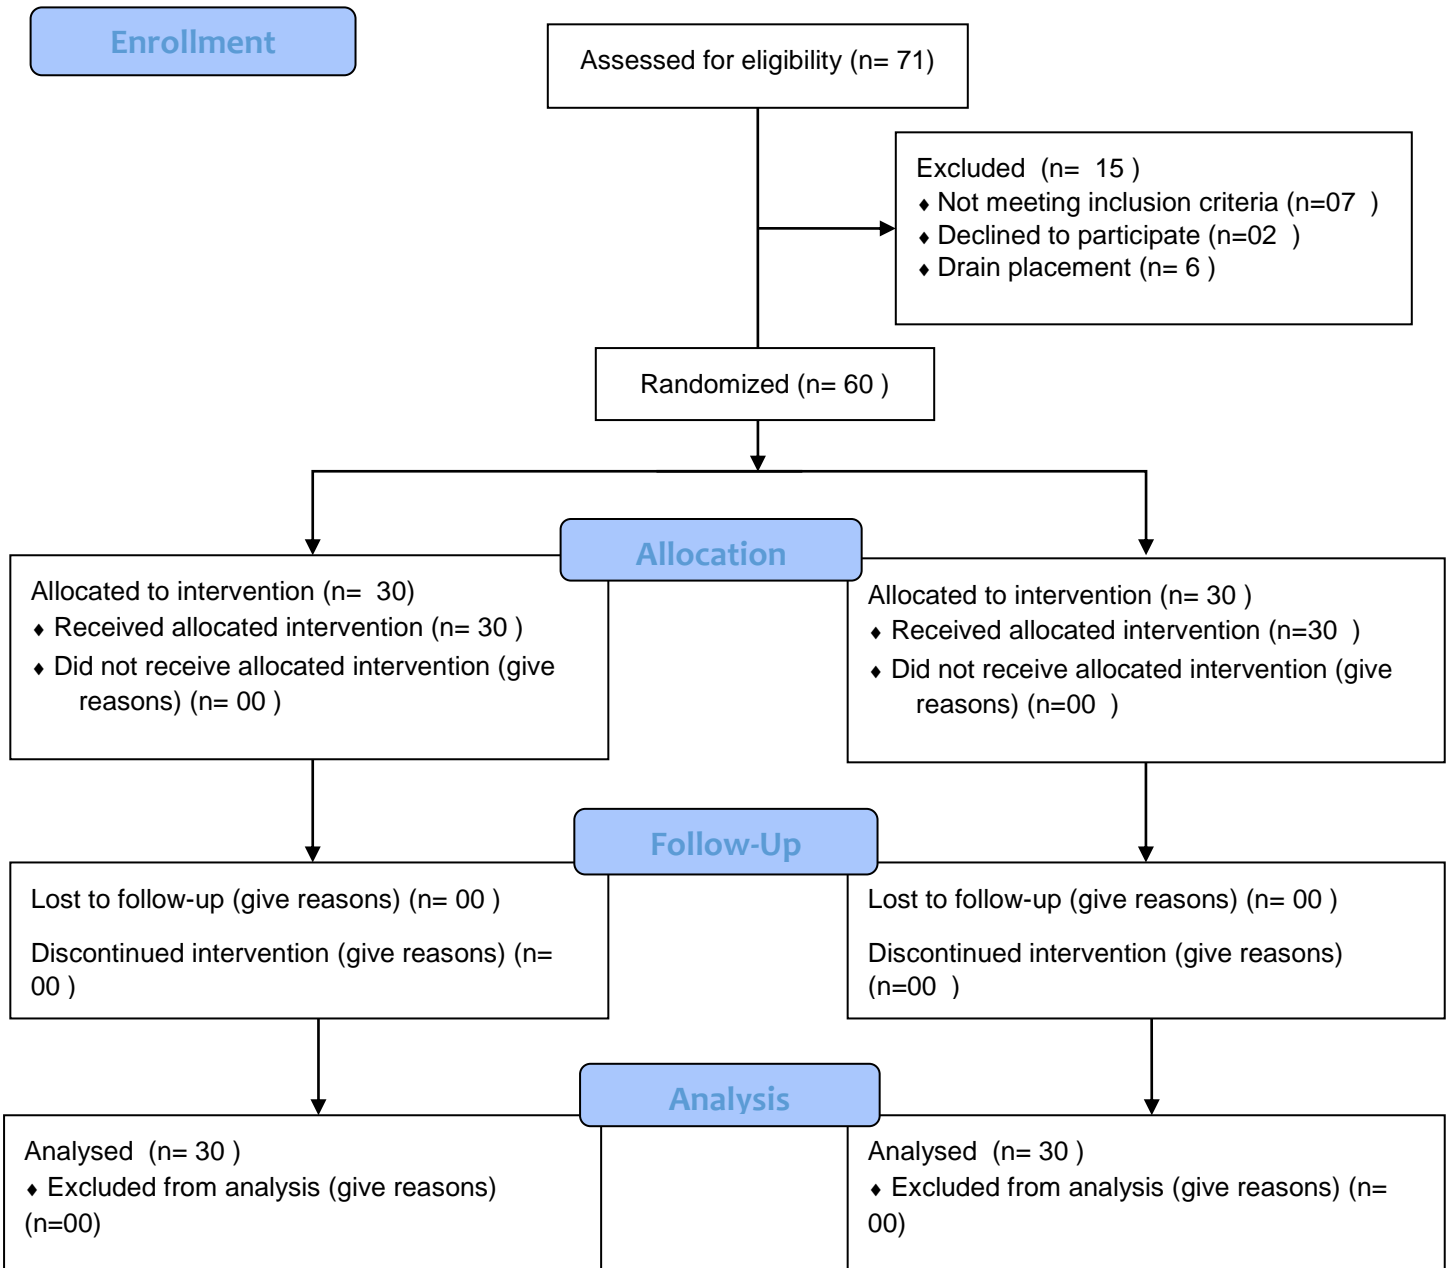 Enrollment
Assessed for eligibility (n= 71)
Excluded (n= 15 )
♦ Not meeting inclusion criteria (n=07 )
♦ Declined to participate (n=02 )
♦ Drain placement (n= 6 )
Randomized (n= 60 )
Allocation
Allocated to intervention (n= 30)
♦ Received allocated intervention (n= 30 )
♦ Did not receive allocated intervention (give
reasons) (n= 00 )
Allocated to intervention (n= 30 )
♦ Received allocated intervention (n=30 )
♦ Did not receive allocated intervention (give
reasons) (n=00 )
Follow-Up
Lost to follow-up (give reasons) (n= 00 )
Discontinued intervention (give reasons) (n=
00 )
Lost to follow-up (give reasons) (n= 00 )
Discontinued intervention (give reasons)
(n=00 )
Analysis
Analysed (n= 30 )
♦ Excluded from analysis (give reasons)
(n=00)
Analysed (n= 30 )
♦ Excluded from analysis (give reasons) (n=
00)